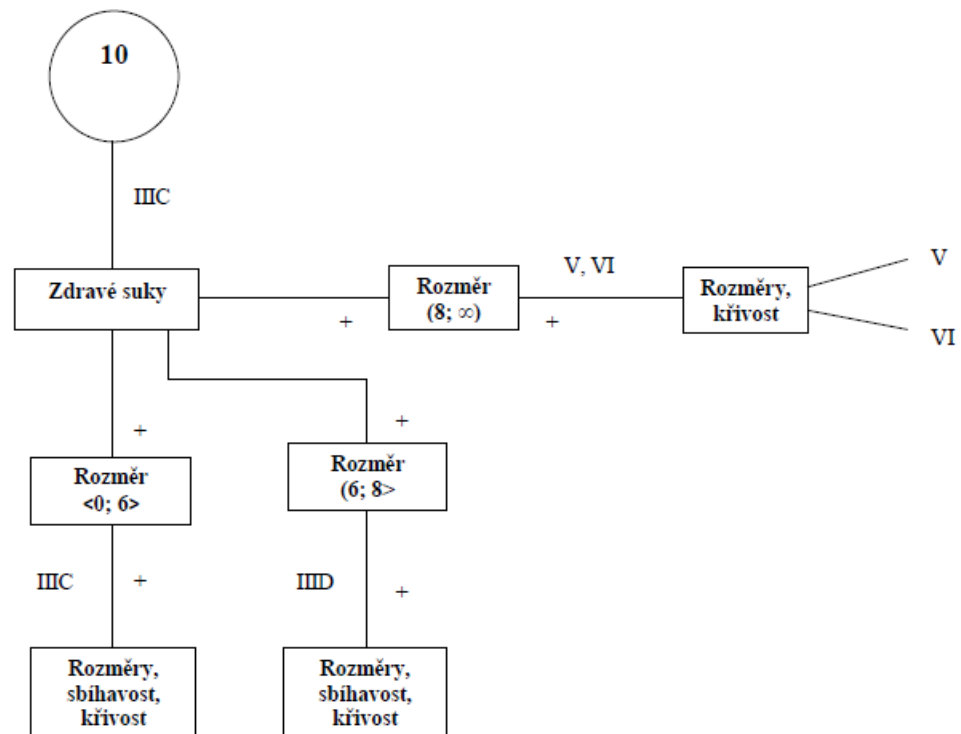 10
IIIC
Zdravé suky
+
Rozměr
(8; ∞)
V, VI
+
Rozměry,
křivost
V
VI
+
Rozměr
<0; 6>
+
Rozměr
(6; 8>
IIIC
+
IIID
+
Rozměry,
sbíhavost,
křivost
Rozměry,
sbíhavost,
křivost